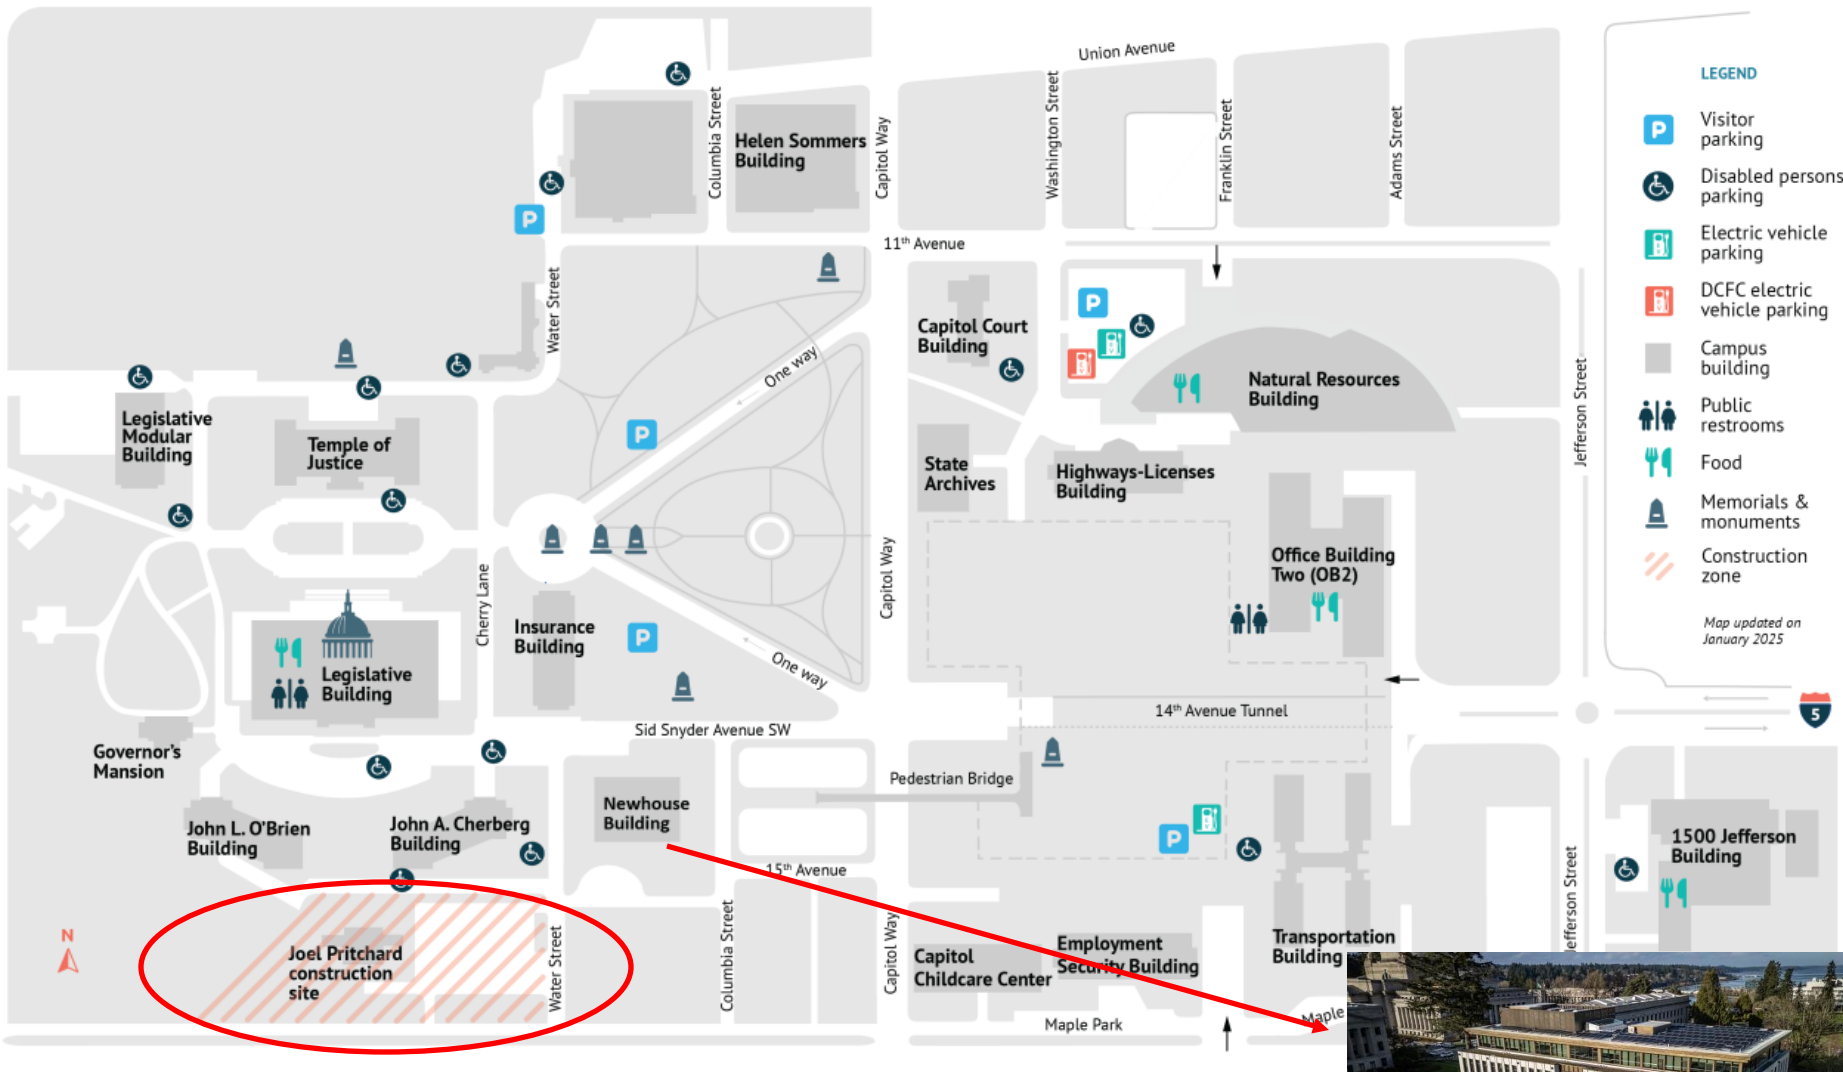 Union Avenue
Columbia Street
Helen Sommers
Building
Capitol Way
Washington Street
Franklin Street
Adams Street
11th Avenue
Water Street
One way
Capitol Court
Building
Natural Resources
Building
Jefferson Street
Legislative
Modular
Building
Temple of
Justice
State
Archives
Highways-Licenses
Building
Office Building
Two (OB2)
Cherry Lane
Capitol Way
Insurance
Building
One way
Legislative
Building
Governor's
Mansion
Sid Snyder Avenue SW
14th Avenue Tunnel
Pedestrian Bridge
Newhouse
Building
John L. O'Brien
Building
John A. Cherberg
Building
15th Avenue
1500 Jefferson
Building
Jefferson Street
Joel Pritchard
construction
site
Water Street
Columbia Street
Capitol Way
Capitol
Childcare Center
Employment
Security Building
Transportation
Building
Maple Park
Maple
N
5
LEGEND
P Visitor
parking
Disabled persons
parking
Electric vehicle
parking
DCFC electric
vehicle parking
Campus
building
Public
restrooms
Food
Memorials &
monuments
Construction
zone
Map updated on
January 2025
P
P
P
P
P